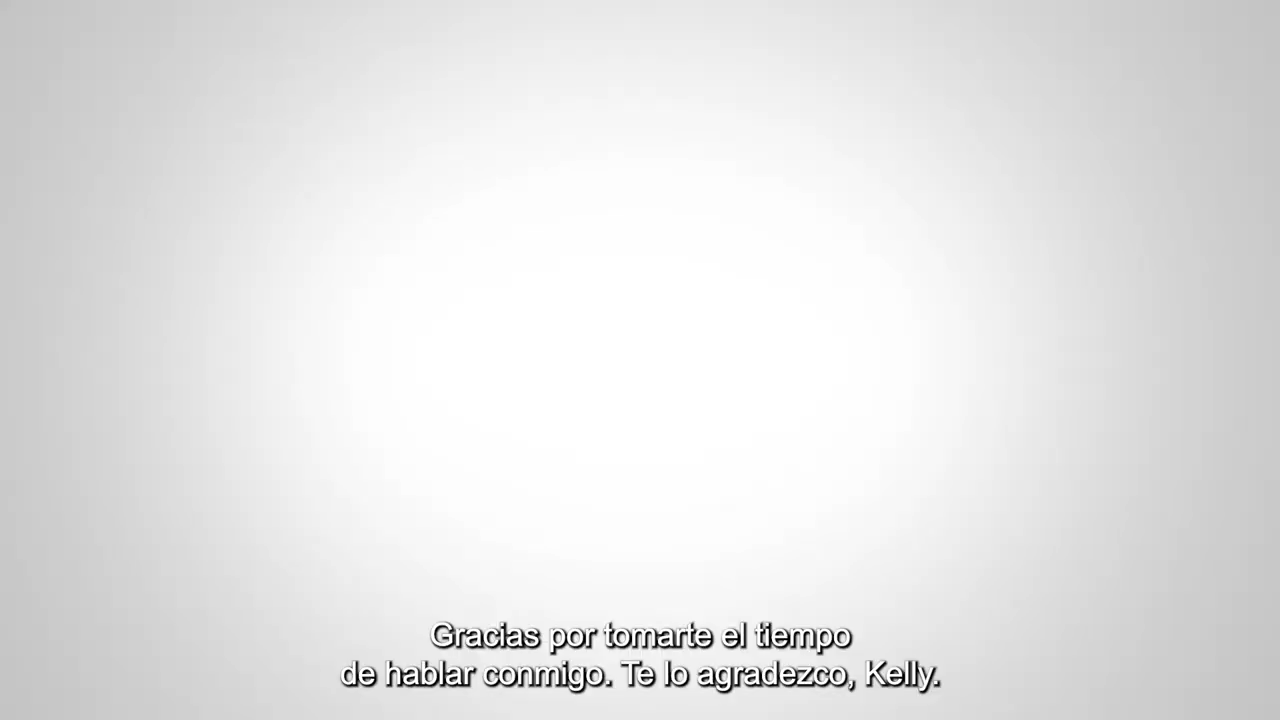 Gracias por tomarte el tiempo
de hablar conmigo. Te lo agradezco, Kelly.